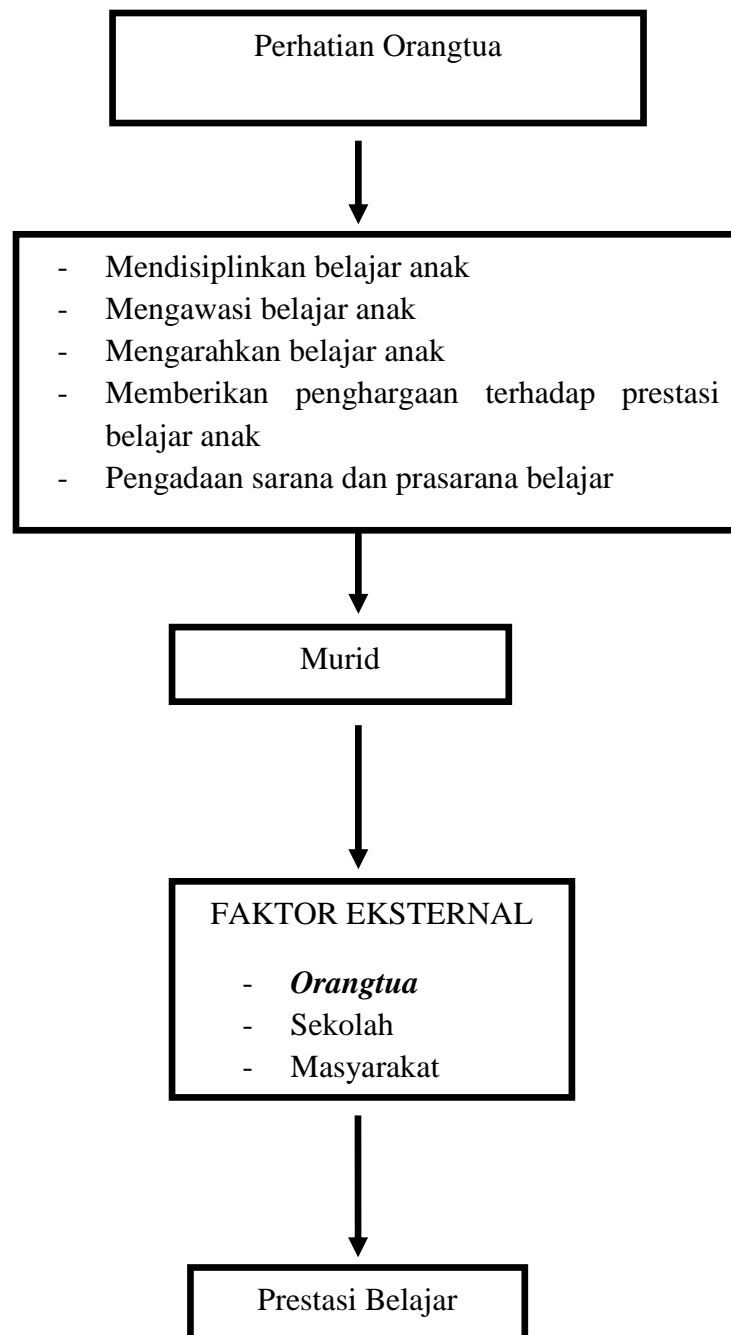 Perhatian Orangtua
- Mendisiplinkan belajar anak
- Mengawasi belajar anak
- Mengarahkan belajar anak
- Memberikan penghargaan terhadap prestasi
belajar anak
- Pengadaan sarana dan prasarana belajar
Murid
FAKTOR EKSTERNAL
- Orangtua
- Sekolah
- Masyarakat
Prestasi Belajar